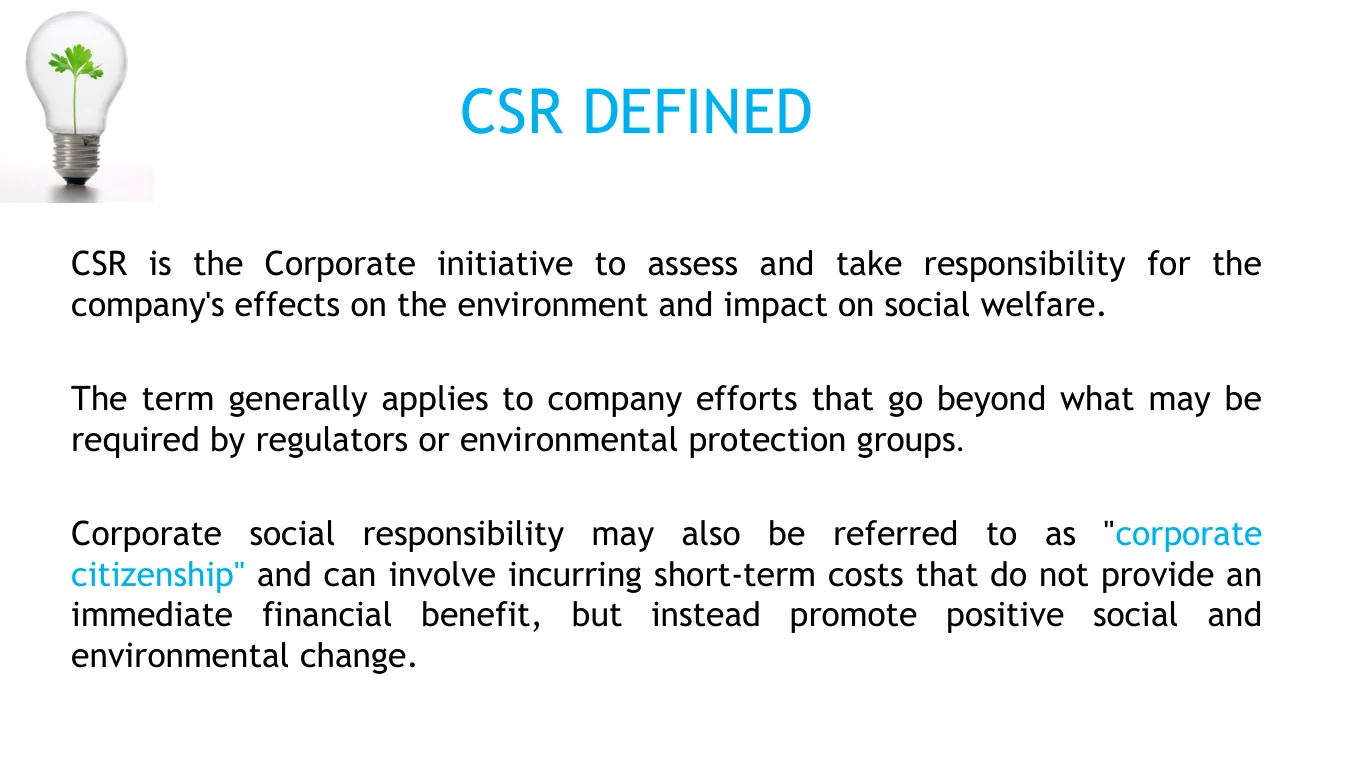 CSR DEFINED
CSR is the Corporate initiative to assess and take responsibility for the
company's effects on the environment and impact on social welfare.
The term generally applies to company efforts that go beyond what may be
required by regulators or environmental protection groups.
Corporate social responsibility may also be referred to as "corporate
citizenship" and can involve incurring short-term costs that do not provide an
immediate financial benefit, but instead promote positive social and
environmental change.